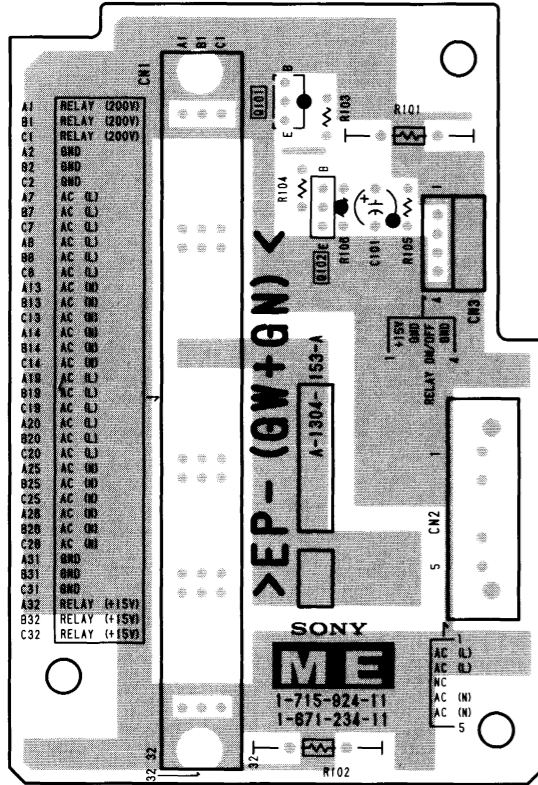 A1 B1 C1
CN1
A1 RELAY (200V)
B1 RELAY (200V)
C1 RELAY (200V)
A2 GND
B2 GND
C2 GND
A7 AC (L)
B7 AC (L)
C7 AC (L)
A8 AC (L)
B8 AC (L)
C8 AC (L)
A13 AC (N)
B13 AC (N)
C13 AC (N)
A14 AC (N)
B14 AC (N)
C14 AC (N)
A19 AC (L)
B19 AC (L)
C19 AC (L)
A20 AC (L)
B20 AC (L)
C20 AC (L)
A25 AC (N)
B25 AC (N)
C25 AC (N)
A26 AC (N)
B26 AC (N)
C26 AC (N)
A31 GND
B31 GND
C31 GND
A32 RELAY (+15V)
B32 RELAY (+15V)
C32 RELAY (+15V)
32 32
32
Q101
B
E
R103
R101
R104
B
Q102
E
R106
C101
+
R105
1
4
CN3
1 +15V
GND
RELAY ON/OFF
4 GND
>EP-(GW+GN)<
A-1304-153-A
1
CN2
5
SONY
ME
1-715-924-11
1-671-234-11
1
AC (L)
AC (L)
NC
AC (N)
AC (N)
5
R102